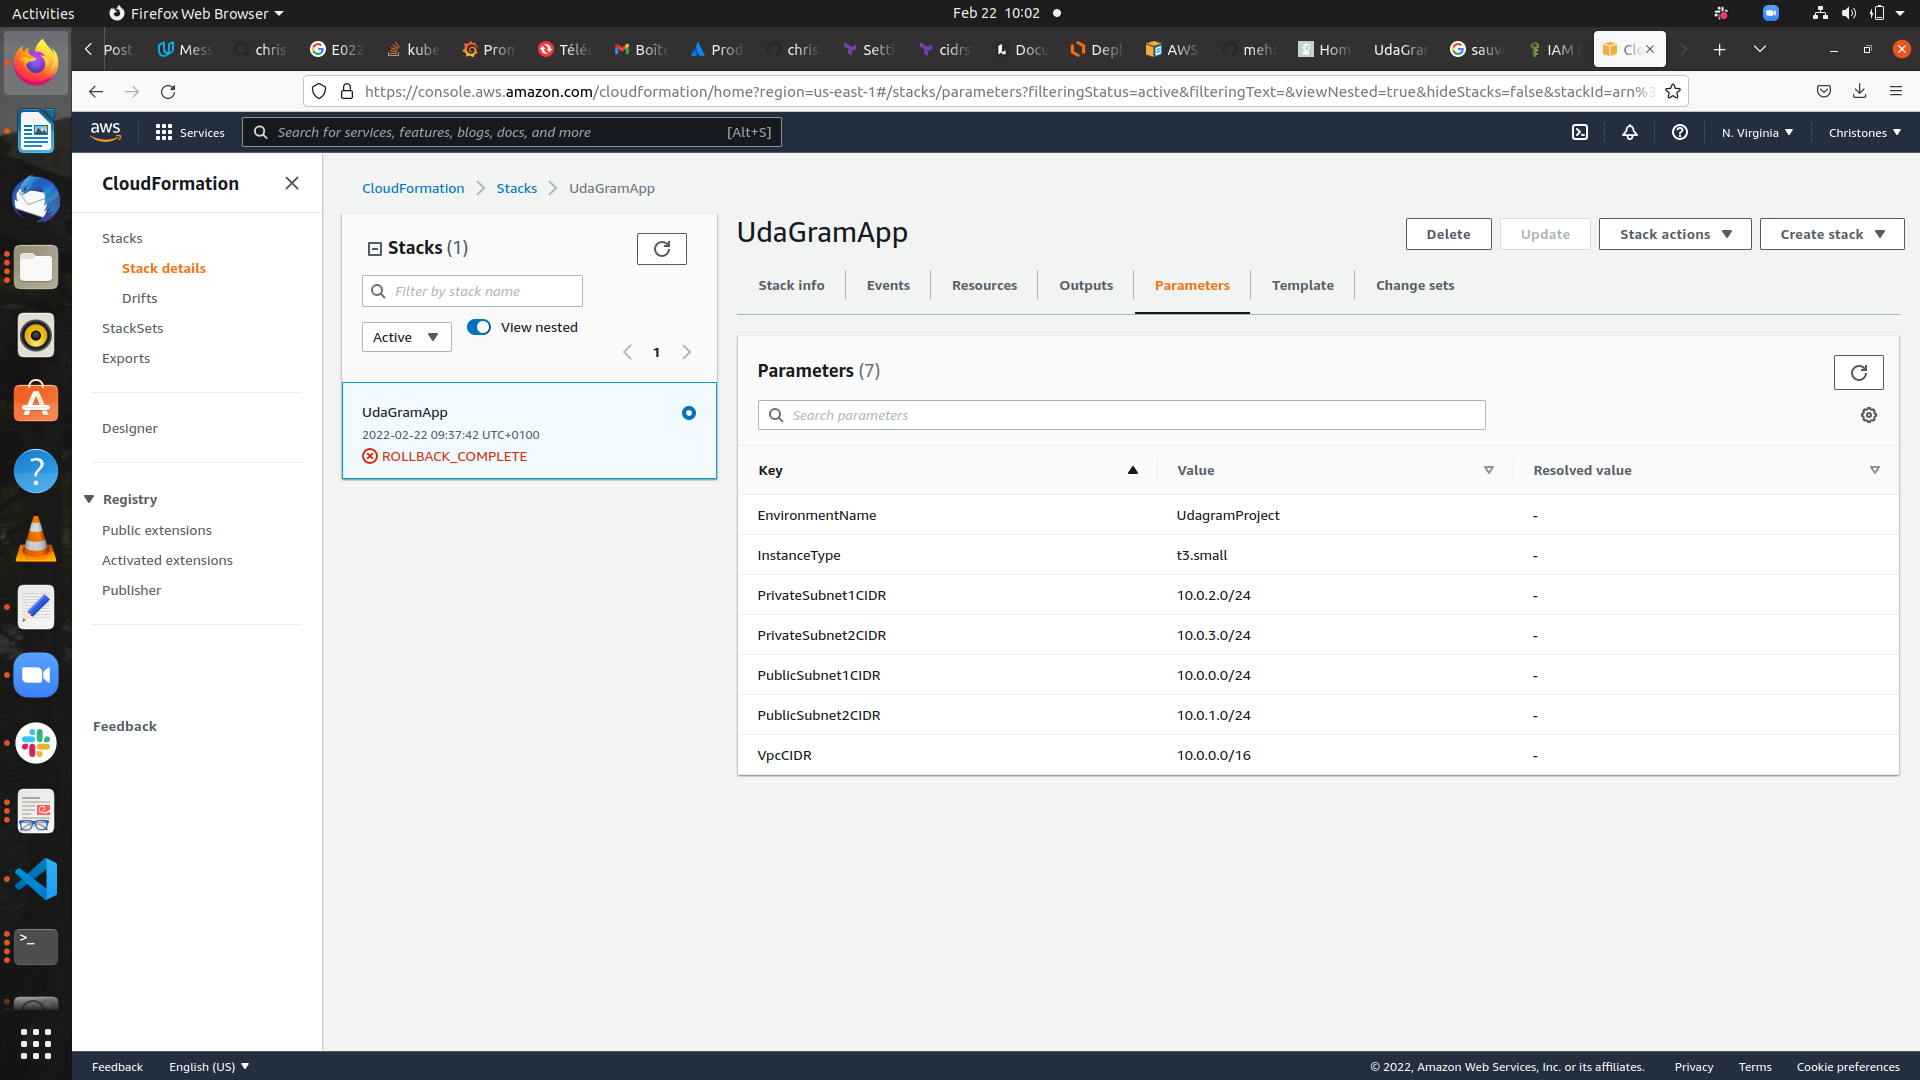 Activities
Firefox Web Browser
Feb 22 10:02
Post
Mess
chris
E022
kube
Prom
Télé
Boîte
Prod
chris
Setti
cidrs
Docu
Depl
AWS
mehr
Hom
UdaGra
sauv
IAM
Cl
https://console.aws.amazon.com/cloudformation/home?region=us-east-1#/stacks/parameters?filteringStatus=active&filteringText=&viewNested=true&hideStacks=false&stackId=arn%3
aws
Services
Search for services, features, blogs, docs, and more
[Alt+S]
N. Virginia
Christones
CloudFormation
Stacks
Stack details
Drifts
StackSets
Exports
Designer
Registry
Public extensions
Activated extensions
Publisher
Feedback
CloudFormation
Stacks
UdaGramApp
Stacks (1)
Filter by stack name
Active
View nested
1
UdaGramApp
2022-02-22 09:37:42 UTC+0100
ROLLBACK_COMPLETE
UdaGramApp
Delete
Update
Stack actions
Create stack
Stack info
Events
Resources
Outputs
Parameters
Template
Change sets
Parameters (7)
Search parameters
Key Value Resolved value
EnvironmentName UdagramProject -
InstanceType t3.small -
PrivateSubnet1CIDR 10.0.2.0/24 -
PrivateSubnet2CIDR 10.0.3.0/24 -
PublicSubnet1CIDR 10.0.0.0/24 -
PublicSubnet2CIDR 10.0.1.0/24 -
VpcCIDR 10.0.0.0/16 -
Feedback
English (US)
© 2022, Amazon Web Services, Inc. or its affiliates.
Privacy
Terms
Cookie preferences